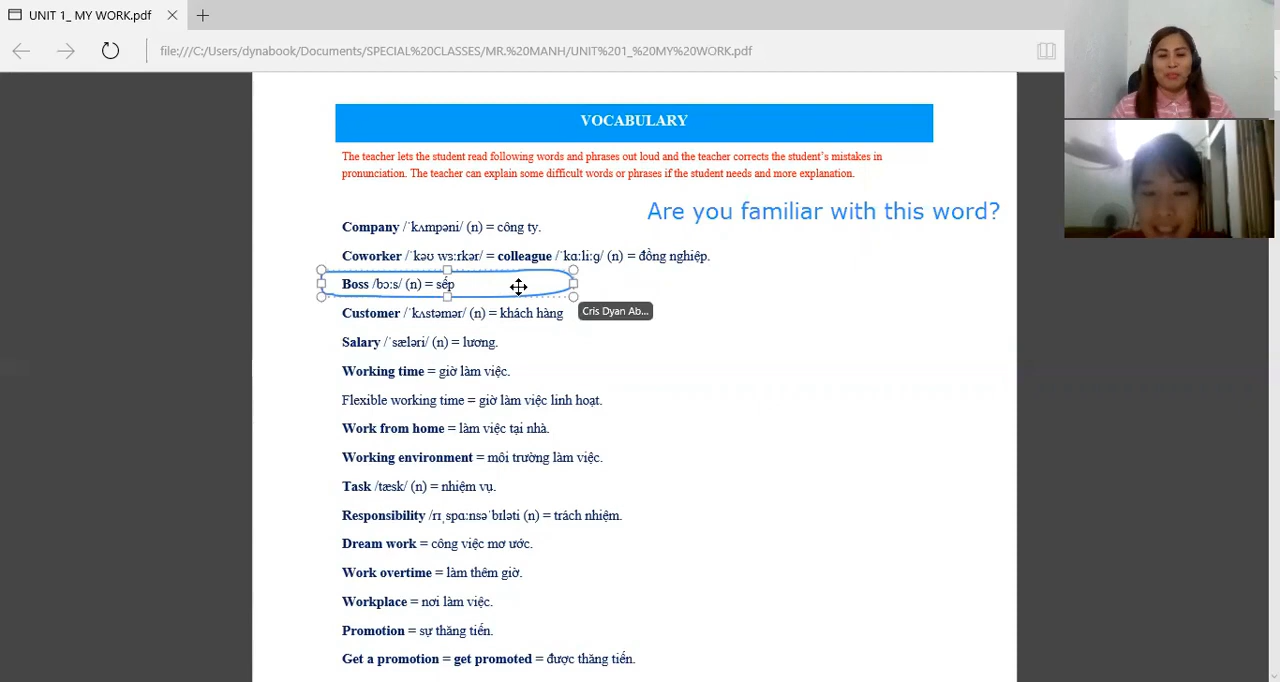 UNIT 1_ MY WORK.pdf
file:///C:/Users/dynabook/Documents/SPECIAL%20CLASSES/MR.%20MANH/UNIT%201_%20MY%20WORK.pdf
VOCABULARY
The teacher lets the student read following words and phrases out loud and the teacher corrects the student's mistakes in
pronunciation. The teacher can explain some difficult words or phrases if the student needs and more explanation.
Are you familiar with this word?
Company /ˈkʌmpəni/ (n) = công ty.
Coworker /ˈkəʊ wɜːrkər/ = colleague /ˈkɑːliːɡ/ (n) = đồng nghiệp.
Boss /bɔːs/ (n) = sếp
Cris Dyan Ab...
Customer /ˈkʌstəmər/ (n) = khách hàng
Salary /ˈsæləri/ (n) = lương.
Working time = giờ làm việc.
Flexible working time = giờ làm việc linh hoạt.
Work from home = làm việc tại nhà.
Working environment = môi trường làm việc.
Task /tæsk/ (n) = nhiệm vụ.
Responsibility /rɪˌspɑːnsəˈbɪləti (n) = trách nhiệm.
Dream work = công việc mơ ước.
Work overtime = làm thêm giờ.
Workplace = nơi làm việc.
Promotion = sự thăng tiến.
Get a promotion = get promoted = được thăng tiến.